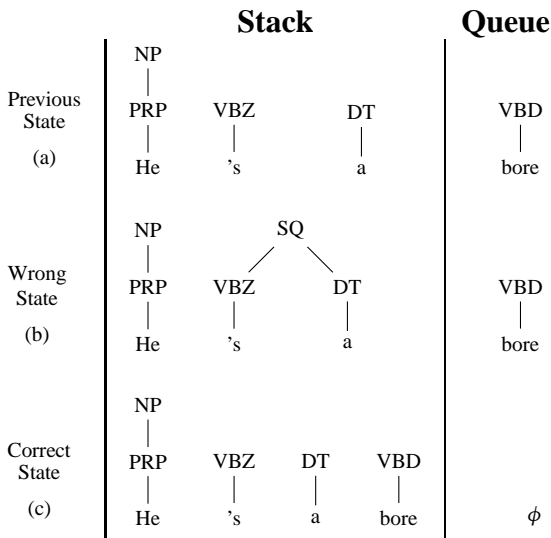 Stack Queue
NP
Previous PRP VBZ DT VBD
State
(a) He 's a bore
SQ
NP
Wrong PRP VBZ DT VBD
State
(b) He 's a bore
NP
Correct PRP VBZ DT VBD
State
(c) He 's a bore ϕ